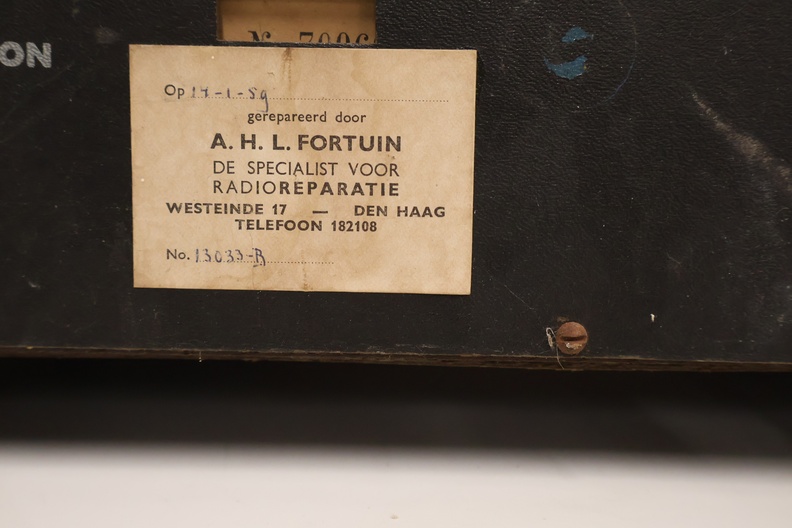 ON
Op 14-1-59
gerepareerd door
A. H. L. FORTUIN
DE SPECIALIST VOOR
RADIOREPARATIE
WESTEINDE 17 — DEN HAAG
TELEFOON 182108
No. 13033-B